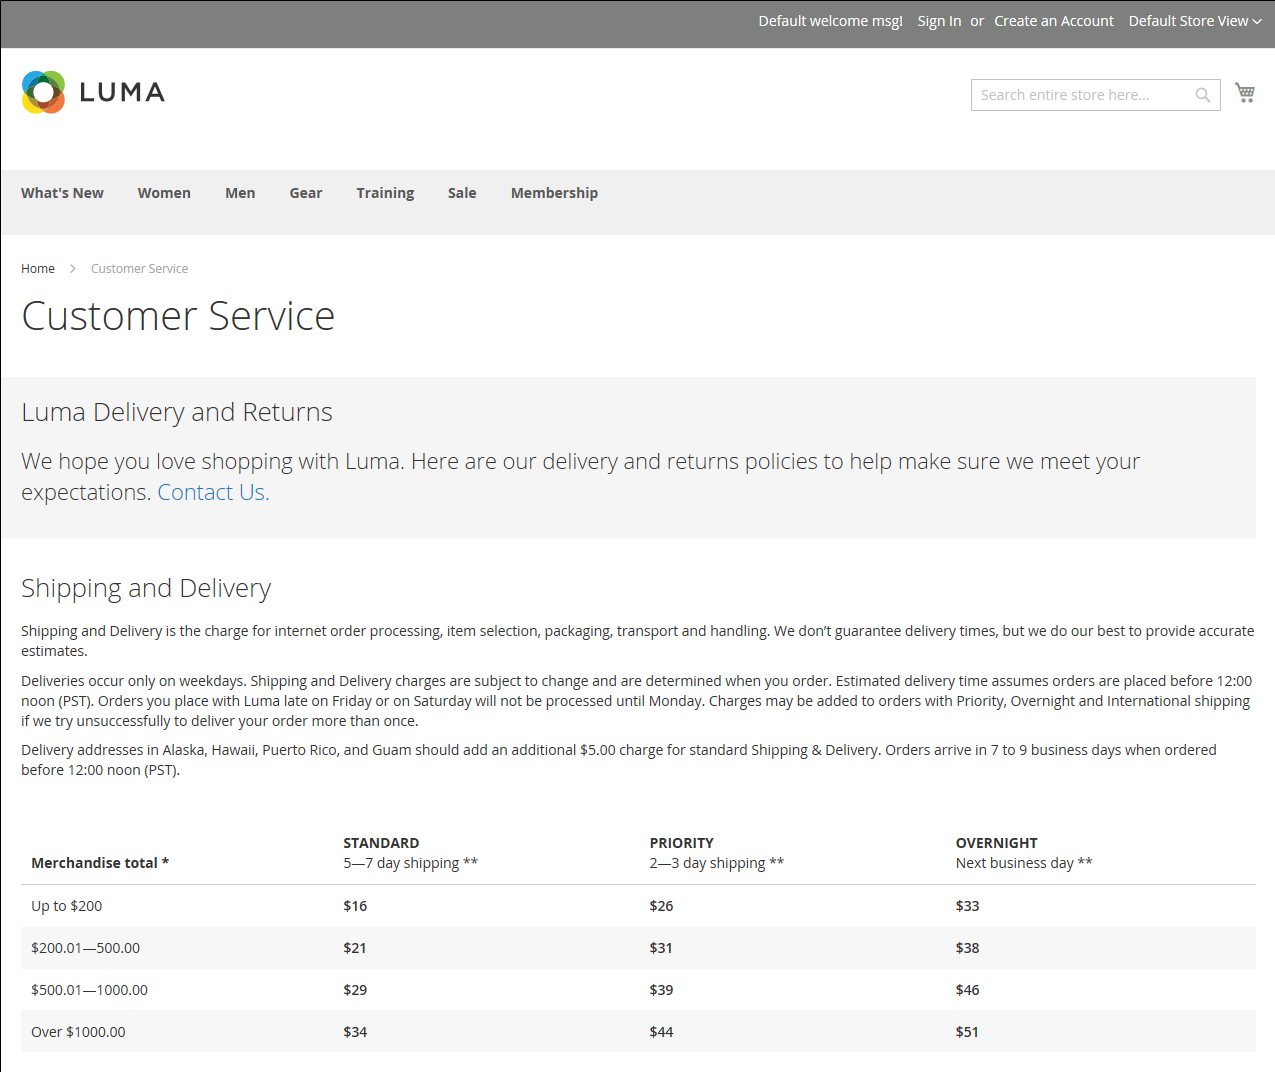 Default welcome msg! Sign In or Create an Account Default Store View
LUMA
Search entire store here...
What's New Women Men Gear Training Sale Membership
Home Customer Service
Customer Service
Luma Delivery and Returns
We hope you love shopping with Luma. Here are our delivery and returns policies to help make sure we meet your
expectations. Contact Us.
Shipping and Delivery
Shipping and Delivery is the charge for internet order processing, item selection, packaging, transport and handling. We don’t guarantee delivery times, but we do our best to provide accurate
estimates.
Deliveries occur only on weekdays. Shipping and Delivery charges are subject to change and are determined when you order. Estimated delivery time assumes orders are placed before 12:00
noon (PST). Orders you place with Luma late on Friday or on Saturday will not be processed until Monday. Charges may be added to orders with Priority, Overnight and International shipping
if we try unsuccessfully to deliver your order more than once.
Delivery addresses in Alaska, Hawaii, Puerto Rico, and Guam should add an additional $5.00 charge for standard Shipping & Delivery. Orders arrive in 7 to 9 business days when ordered
before 12:00 noon (PST).
STANDARD PRIORITY OVERNIGHT
Merchandise total * 5—7 day shipping ** 2—3 day shipping ** Next business day **
Up to $200 $16 $26 $33
$200.01—500.00 $21 $31 $38
$500.01—1000.00 $29 $39 $46
Over $1000.00 $34 $44 $51